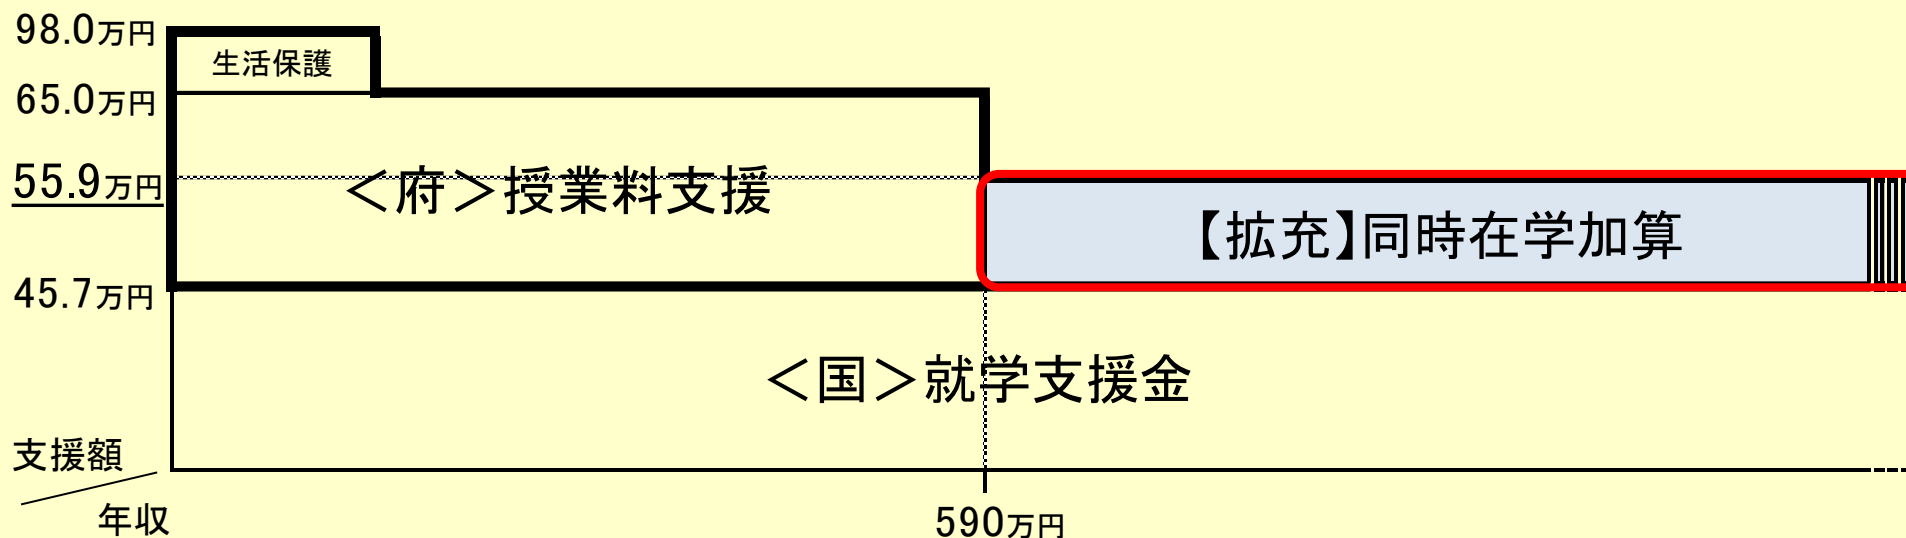 98.0万円
生活保護
65.0万円
55.9万円
＜府＞授業料支援
【拡充】同時在学加算
45.7万円
＜国＞就学支援金
支援額
年収
590万円